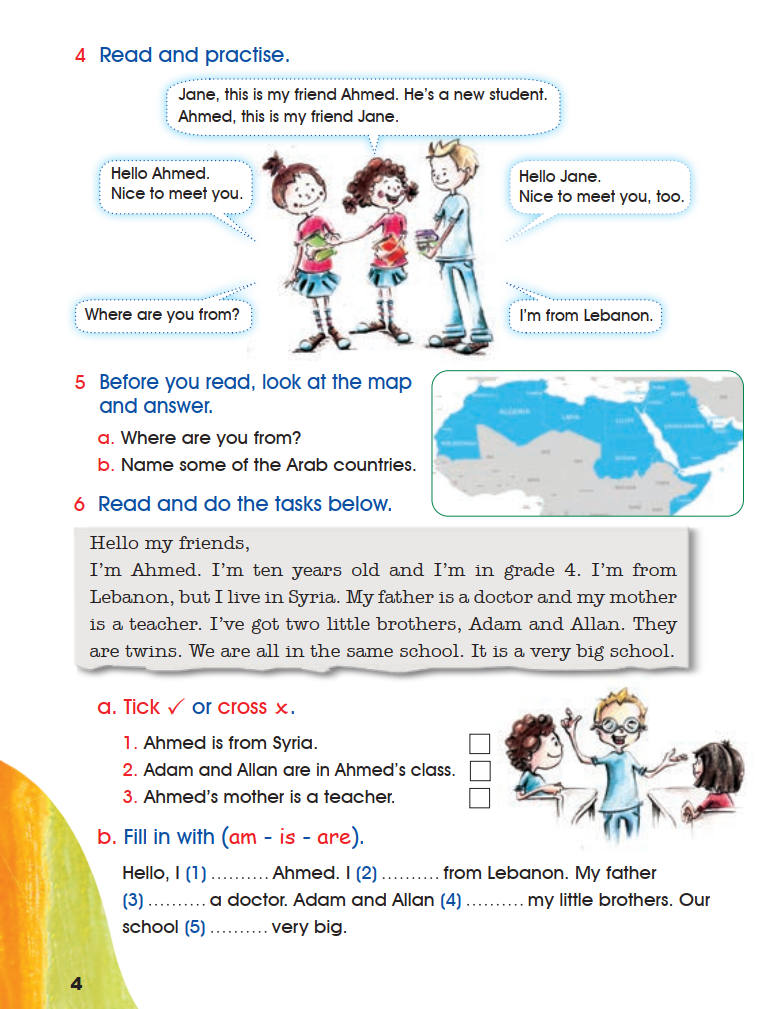 4 Read and practise.
Jane, this is my friend Ahmed. He's a new student.
Ahmed, this is my friend Jane.
Hello Ahmed.
Nice to meet you.
Hello Jane.
Nice to meet you, too.
Where are you from?
I'm from Lebanon.
5 Before you read, look at the map
and answer.
a. Where are you from?
b. Name some of the Arab countries.
ALGERIA
LIBYA
EGYPT
SUDAN
6 Read and do the tasks below.
Hello my friends,
I'm Ahmed. I'm ten years old and I'm in grade 4. I'm from
Lebanon, but I live in Syria. My father is a doctor and my mother
is a teacher. I've got two little brothers, Adam and Allan. They
are twins. We are all in the same school. It is a very big school.
a. Tick ✓ or cross ×.
1. Ahmed is from Syria.
2. Adam and Allan are in Ahmed's class.
3. Ahmed's mother is a teacher.
b. Fill in with (am - is - are).
Hello, I (1) .......... Ahmed. I (2) .......... from Lebanon. My father
(3) .......... a doctor. Adam and Allan (4) .......... my little brothers. Our
school (5) .......... very big.
4